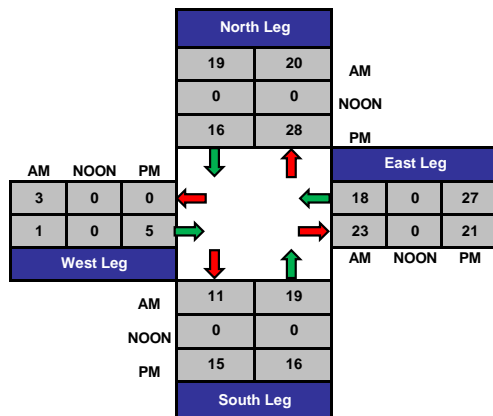 North Leg
19 20 AM
0 0 NOON
16 28 PM
AM NOON PM
East Leg
3 0 0
18 0 27
1 0 5
23 0 21
West Leg
AM NOON PM
AM 11 19
NOON 0 0
PM 15 16
South Leg